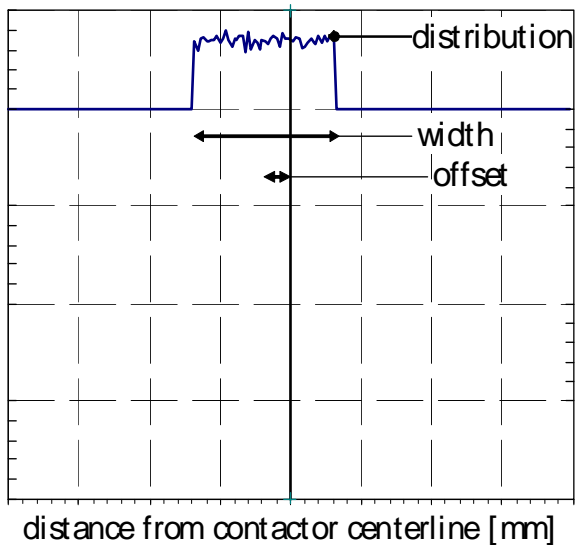 distribution
width
offset
distance from contactor centerline [mm]